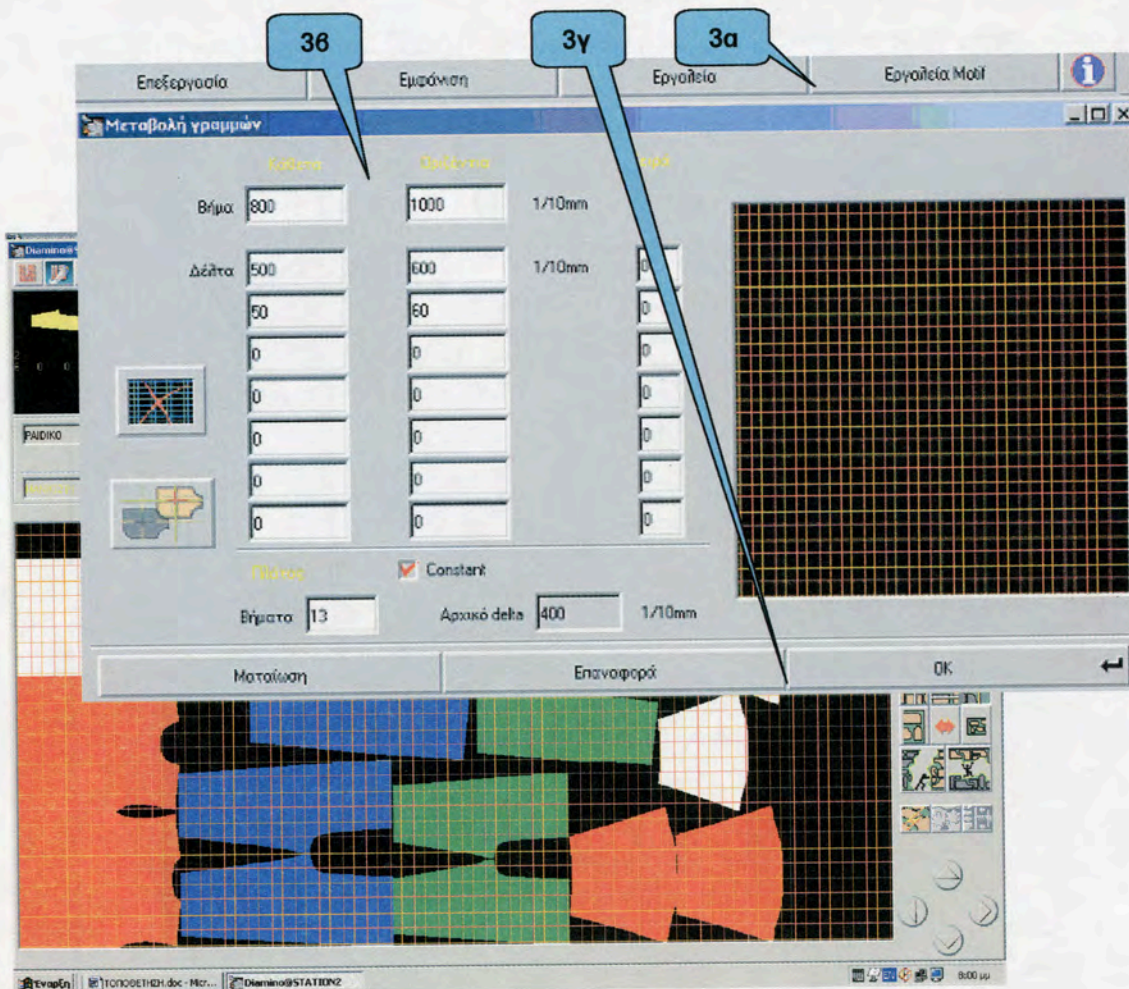 3β 3γ 3α
Επεξεργασία Εμφάνιση Εργαλεία Εργαλεία Motif
Μεταβολή γραμμών
Βήμα 800 1000 1/10mm
Δέλτα 500 600 1/10mm 0
50 60 0
0 0 0
0 0 0
0 0 0
0 0 0
0 0 0
Constant
Βήματα 13 Αρχικό delta 400 1/10mm
Ματαίωση Επαναφορά OK
PAIDIKO
Έναρξη ΤΟΠΟΘΕΤΗΣΗ.doc - Micr... Diamino@STATION2 8:00 μμ